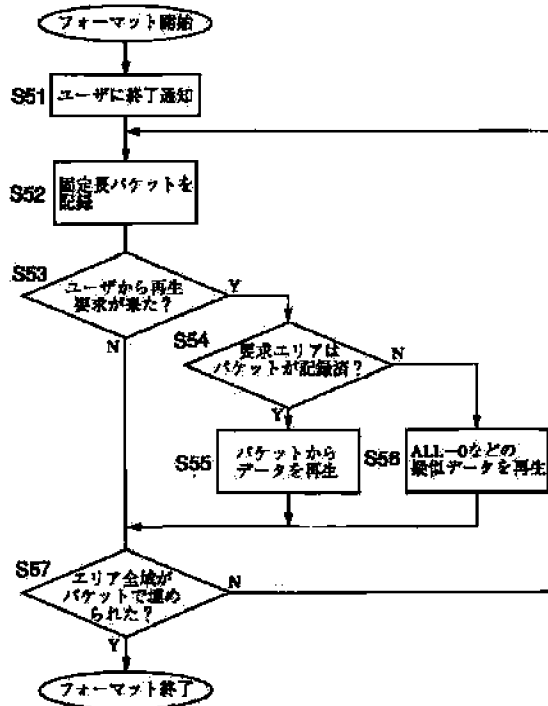 フォーマット開始
S51
ユーザに終了通知
S52
固定長パケットを
記録
S53
ユーザから再生
要求が来た?
Y
N
S54
要求エリアは
パケットが記録済?
N
Y
S55
パケットから
データを再生
S56
ALL-0などの
擬似データを再生
S57
エリア全域が
パケットで埋め
られた?
N
Y
フォーマット終了